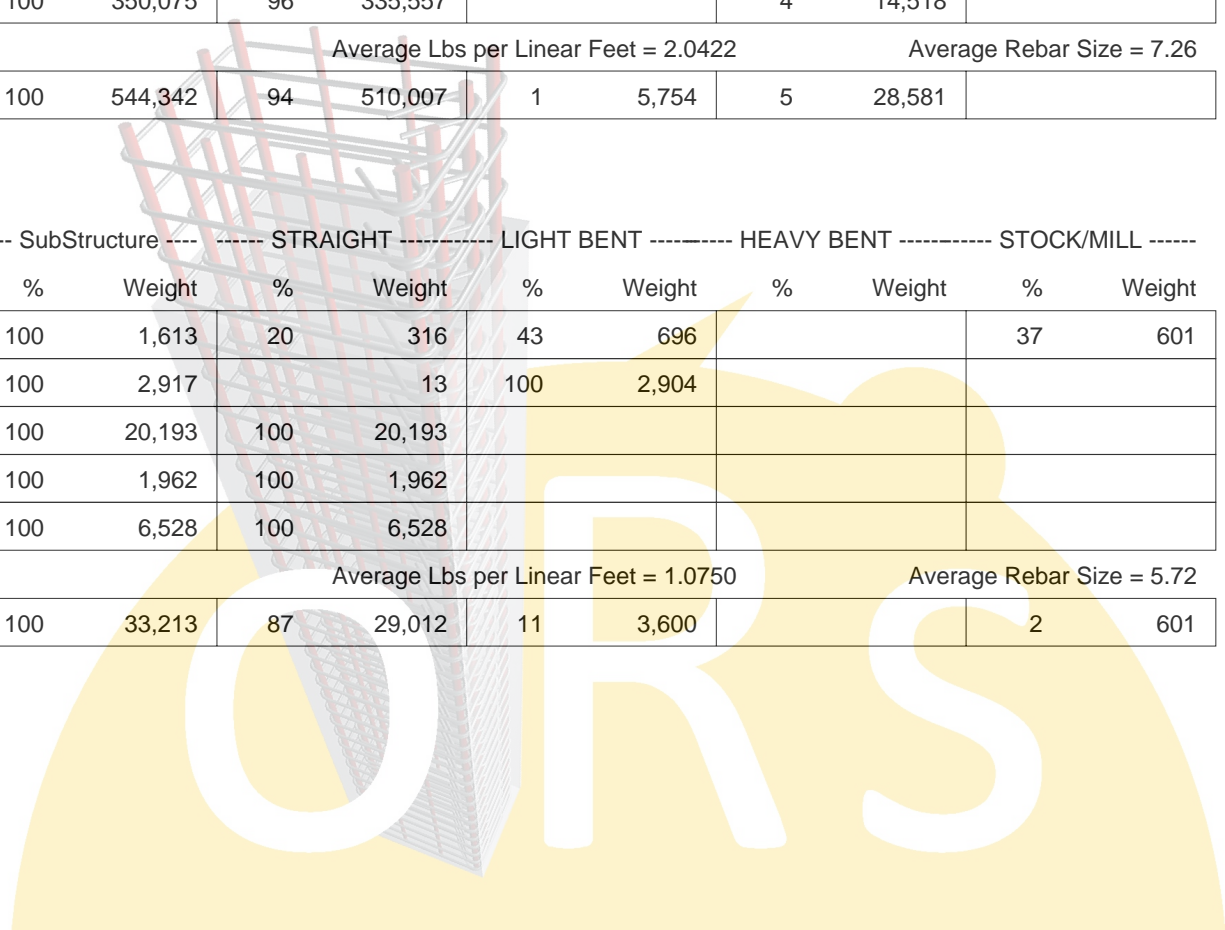 100 350,075 96 335,557 4 14,518
Average Lbs per Linear Feet = 2.0422 Average Rebar Size = 7.26
100 544,342 94 510,007 1 5,754 5 28,581
-- SubStructure ---- ------ STRAIGHT ------------- LIGHT BENT ------------- HEAVY BENT ------------- STOCK/MILL ------
% Weight % Weight % Weight % Weight % Weight
100 1,613 20 316 43 696 37 601
100 2,917 13 100 2,904
100 20,193 100 20,193
100 1,962 100 1,962
100 6,528 100 6,528
Average Lbs per Linear Feet = 1.0750 Average Rebar Size = 5.72
100 33,213 87 29,012 11 3,600 2 601
ORS